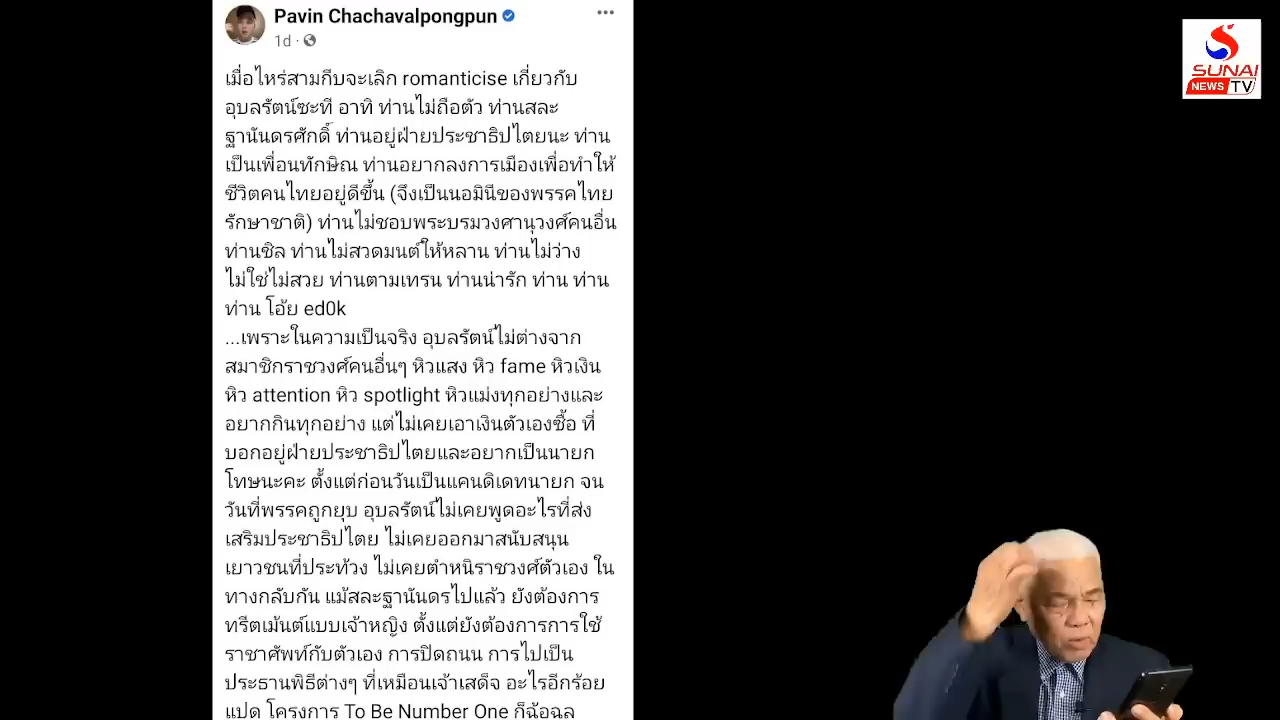 Pavin Chachavalpongpun
1d
เมื่อไหร่สามกีบจะเลิก romanticise เกี่ยวกับ
อุบลรัตน์ซะที อาทิ ท่านไม่ถือตัว ท่านสละ
ฐานันดรศักดิ์ ท่านอยู่ฝ่ายประชาธิปไตยนะ ท่าน
เป็นเพื่อนทักษิณ ท่านอยากลงการเมืองเพื่อทำให้
ชีวิตคนไทยอยู่ดีขึ้น (จึงเป็นนอมินีของพรรคไทย
รักษาชาติ) ท่านไม่ชอบพระบรมวงศานุวงศ์คนอื่น
ท่านชิล ท่านไม่สวดมนต์ให้หลาน ท่านไม่ว่าง
ไม่ใช่ไม่สวย ท่านตามเทรน ท่านน่ารัก ท่าน ท่าน
ท่าน โอ้ย ed0k
...เพราะในความเป็นจริง อุบลรัตน์ไม่ต่างจาก
สมาชิกราชวงศ์คนอื่นๆ หิวแสง หิว fame หิวเงิน
หิว attention หิว spotlight หิวแม่งทุกอย่างและ
อยากกินทุกอย่าง แต่ไม่เคยเอาเงินตัวเองซื้อ ที่
บอกอยู่ฝ่ายประชาธิปไตยและอยากเป็นนายก
โทษนะคะ ตั้งแต่ก่อนวันเป็นแคนดิเดทนายก จน
วันที่พรรคถูกยุบ อุบลรัตน์ไม่เคยพูดอะไรที่ส่ง
เสริมประชาธิปไตย ไม่เคยออกมาสนับสนุน
เยาวชนที่ประท้วง ไม่เคยตำหนิราชวงศ์ตัวเอง ใน
ทางกลับกัน แม้สละฐานันดรไปแล้ว ยังต้องการ
ทรีตเม้นต์แบบเจ้าหญิง ตั้งแต่ยังต้องการการใช้
ราชาศัพท์กับตัวเอง การปิดถนน การไปเป็น
ประธานพิธีต่างๆ ที่เหมือนเจ้าเสด็จ อะไรอีกร้อย
แปด โครงการ To Be Number One ก็ฉ้อฉล
SUNAI
NEWS TV